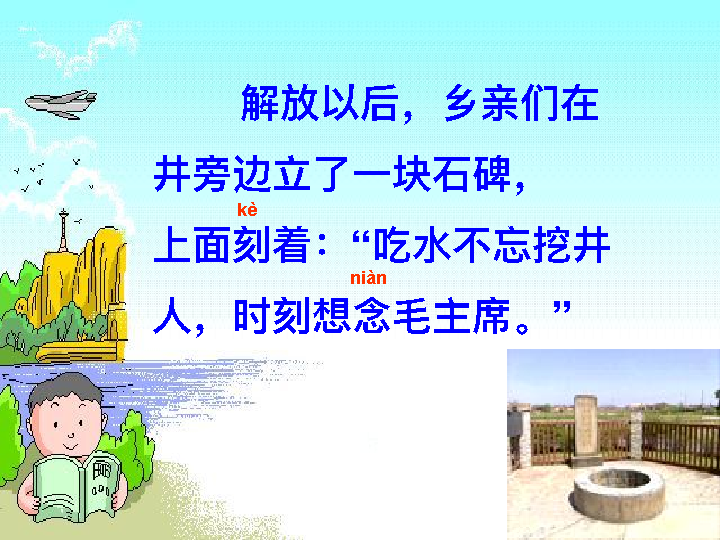 解放以后，乡亲们在
井旁边立了一块石碑，
kè
上面刻着：“吃水不忘挖井
niàn
人，时刻想念毛主席。”